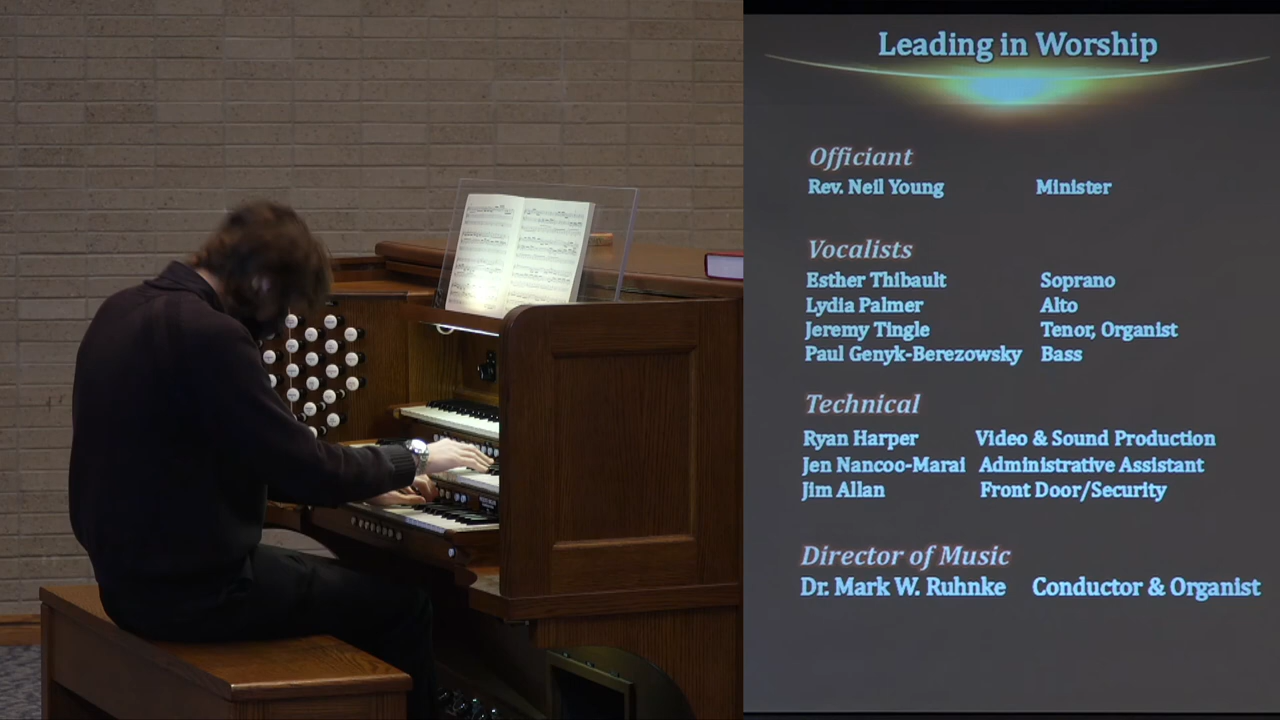 Leading in Worship
Officiant
Rev. Neil Young Minister
Vocalists
Esther Thibault Soprano
Lydia Palmer Alto
Jeremy Tingle Tenor, Organist
Paul Genyk-Berezowsky Bass
Technical
Ryan Harper Video & Sound Production
Jen Nancoo-Marai Administrative Assistant
Jim Allan Front Door/Security
Director of Music
Dr. Mark W. Ruhnke Conductor & Organist